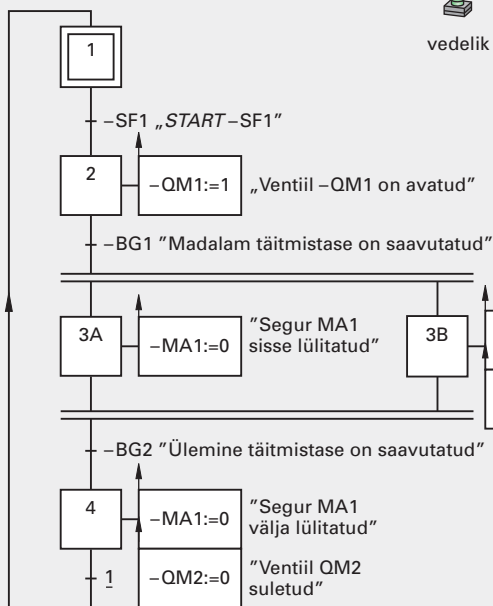 vedelik
1
–SF1 „START –SF1”
2
–QM1:=1
„Ventiil –QM1 on avatud”
–BG1 ”Madalam täitmistase on saavutatud”
3A
–MA1:=0
”Segur MA1
sisse lülitatud”
3B
–BG2 ”Ülemine täitmistase on saavutatud”
4
–MA1:=0
”Segur MA1
välja lülitatud”
1
–QM2:=0
”Ventiil QM2
suletud”